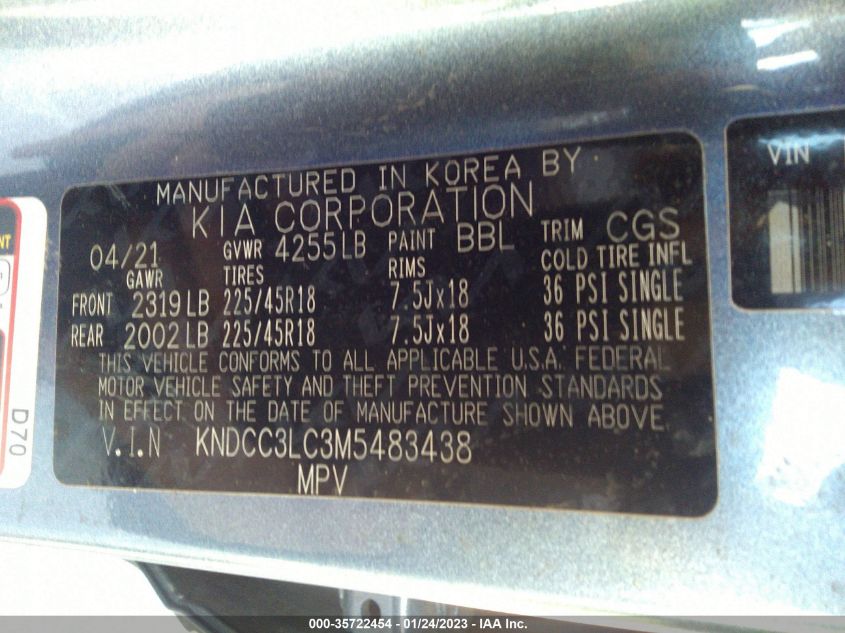 MANUFACTURED IN KOREA BY
KIA CORPORATION
04/21 GVWR 4255LB PAINT BBL TRIM CGS
GAWR TIRES RIMS COLD TIRE INFL
FRONT 2319LB 225/45R18 7.5Jx18 36 PSI SINGLE
REAR 2002LB 225/45R18 7.5Jx18 36 PSI SINGLE
THIS VEHICLE CONFORMS TO ALL APPLICABLE U.S.A. FEDERAL
MOTOR VEHICLE SAFETY AND THEFT PREVENTION STANDARDS
IN EFFECT ON THE DATE OF MANUFACTURE SHOWN ABOVE.
V.I.N KNDCC3LC3M5483438
MPV
VIN
D70
000-35722454 - 01/24/2023 - IAA Inc.